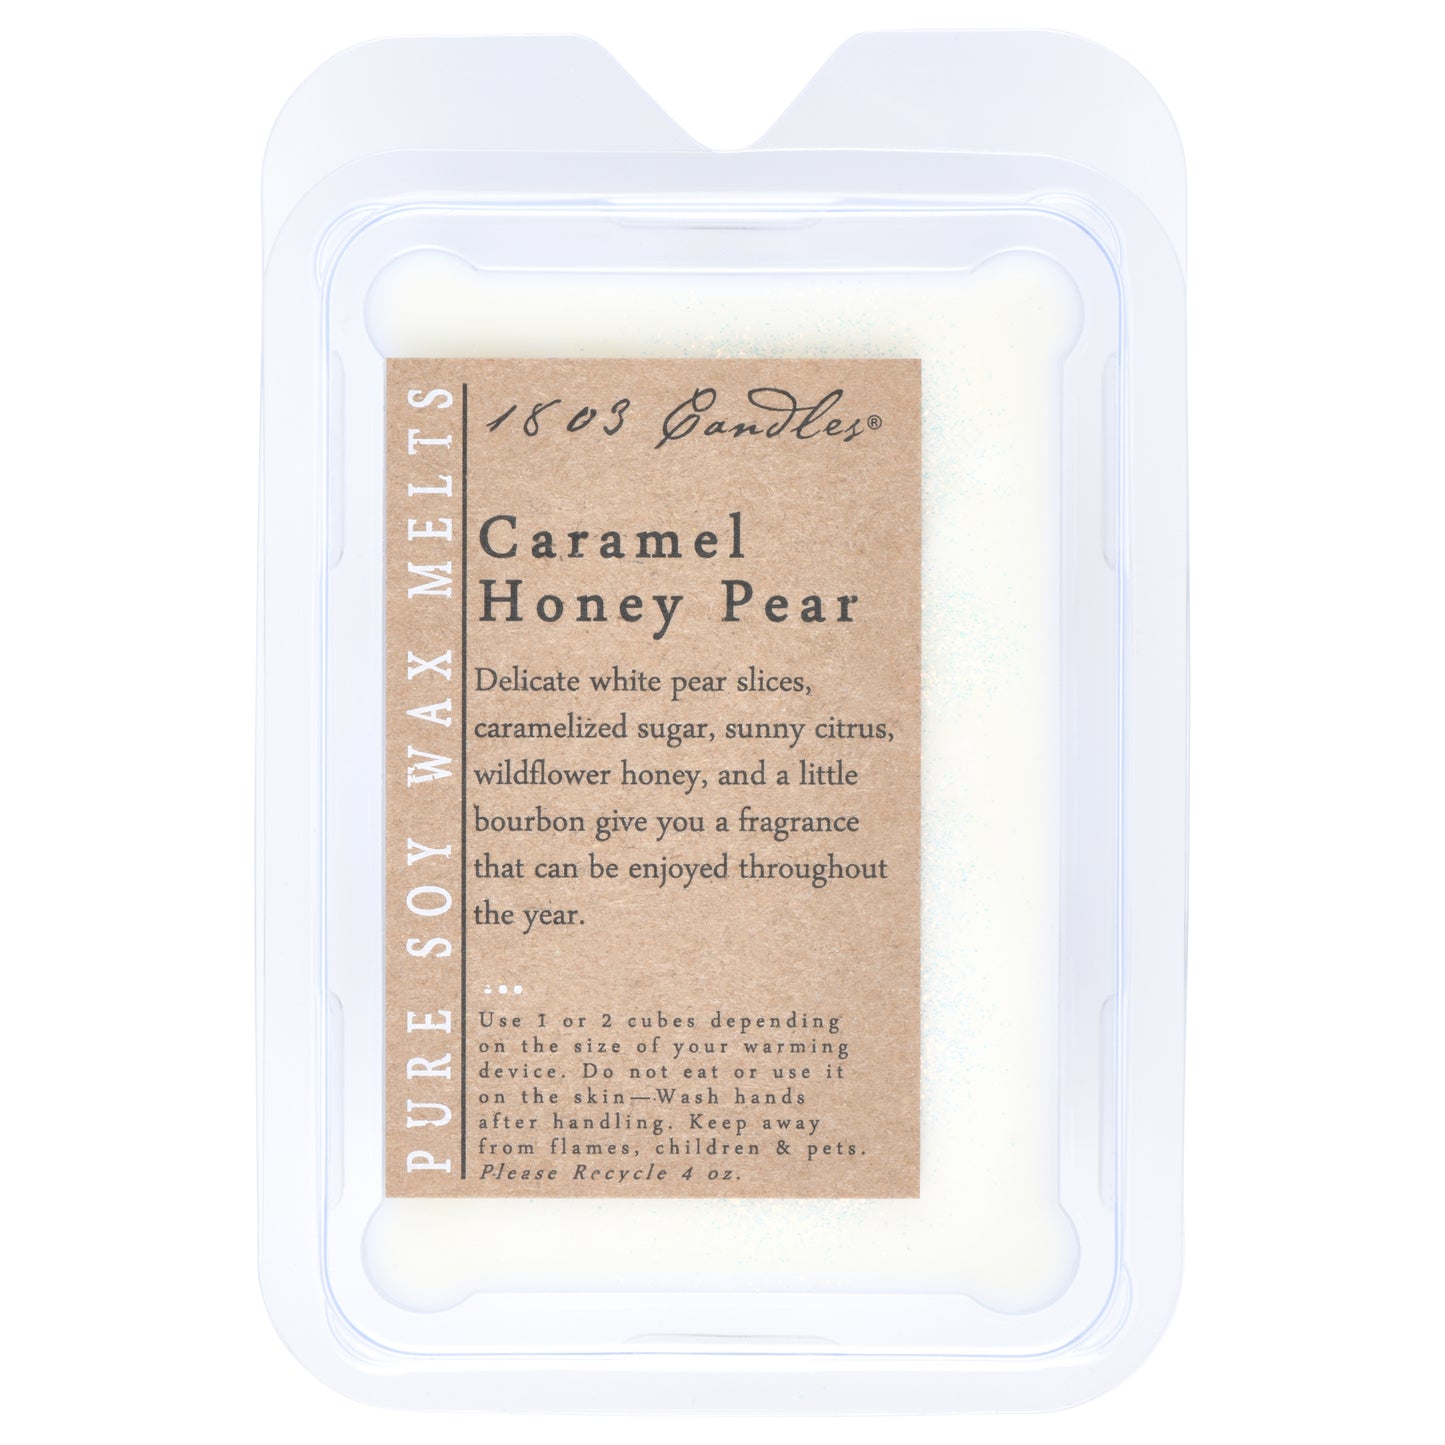 1803 Candles®
Caramel
Honey Pear
Delicate white pear slices,
caramelized sugar, sunny citrus,
wildflower honey, and a little
bourbon give you a fragrance
that can be enjoyed throughout
the year.
Use 1 or 2 cubes depending
on the size of your warming
device. Do not eat or use it
on the skin—Wash hands
after handling. Keep away
from flames, children & pets.
Please Recycle 4 oz.
PURE SOY WAX MELTS